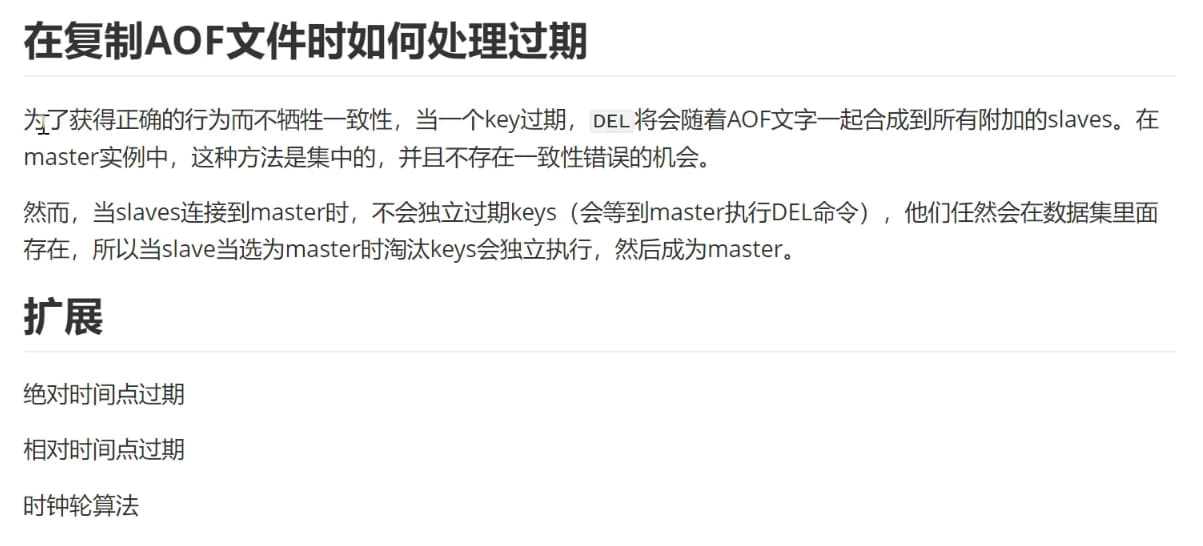 在复制AOF文件时如何处理过期
为了获得正确的行为而不牺牲一致性，当一个key过期， DEL 将会随着AOF文字一起合成到所有附加的slaves。在
master实例中，这种方法是集中的，并且不存在一致性错误的机会。
然而，当slaves连接到master时，不会独立过期keys（会等到master执行DEL命令），他们任然会在数据集里面
存在，所以当slave当选为master时淘汰keys会独立执行，然后成为master。
扩展
绝对时间点过期
相对时间点过期
时钟轮算法